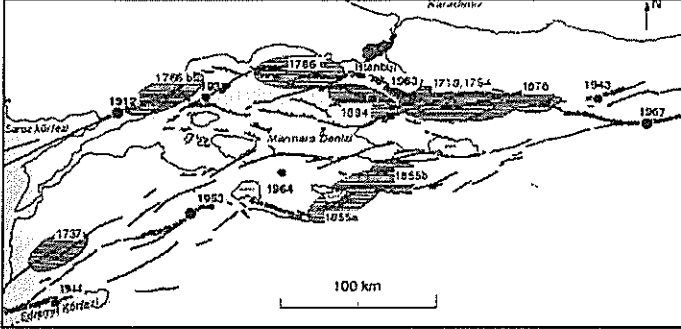 Karadeniz
N
1766 b
1766
İstanbul
1963
1719, 1754
1878
1943
1912
1894
1967
Saros Körfezi
Marmara Denizi
1855b
1964
1953
1855a
1737
1944
100 km
Edremit Körfezi